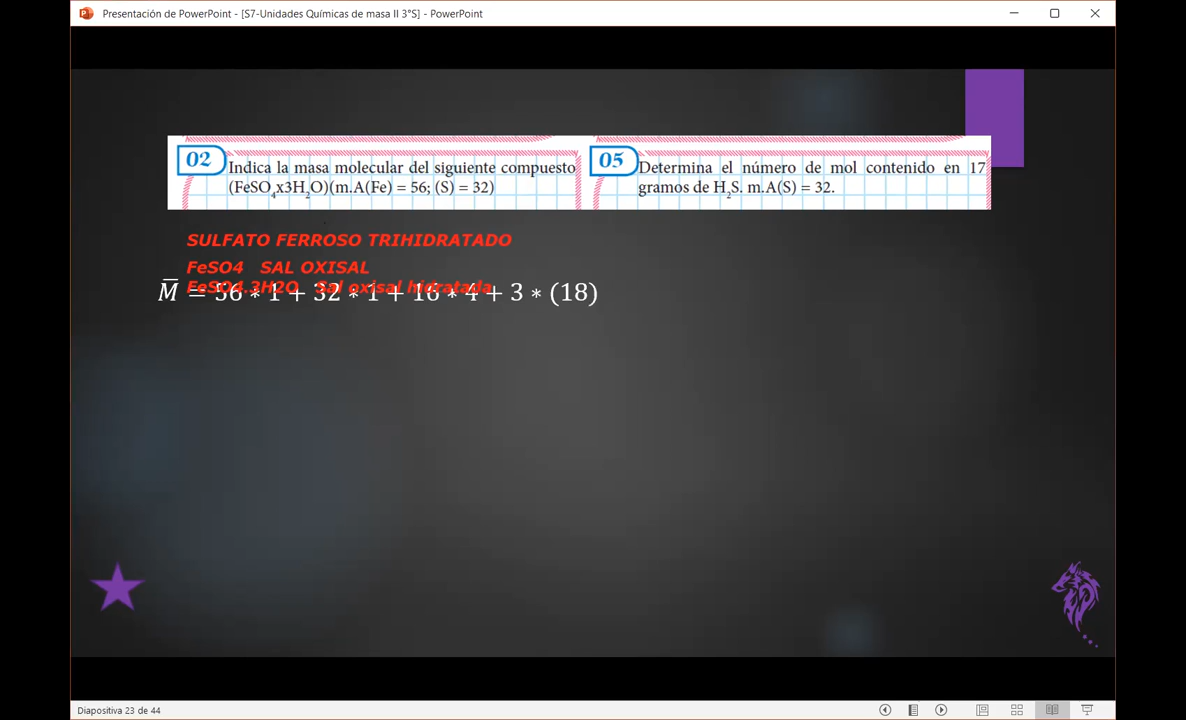 Presentación de PowerPoint - [S7-Unidades Químicas de masa II 3°S] - PowerPoint
02
Indica la masa molecular del siguiente compuesto
(FeSO₄x3H₂O)(m.A(Fe) = 56; (S) = 32)
05
Determina el número de mol contenido en 17
gramos de H₂S. m.A(S) = 32.
SULFATO FERROSO TRIHIDRATADO
FeSO4 SAL OXISAL
FeSO4.3H2O Sal oxisal hidratada
M̅ = 56 ∗ 1 + 32 ∗ 1 + 16 ∗ 4 + 3 ∗ (18)
Diapositiva 23 de 44